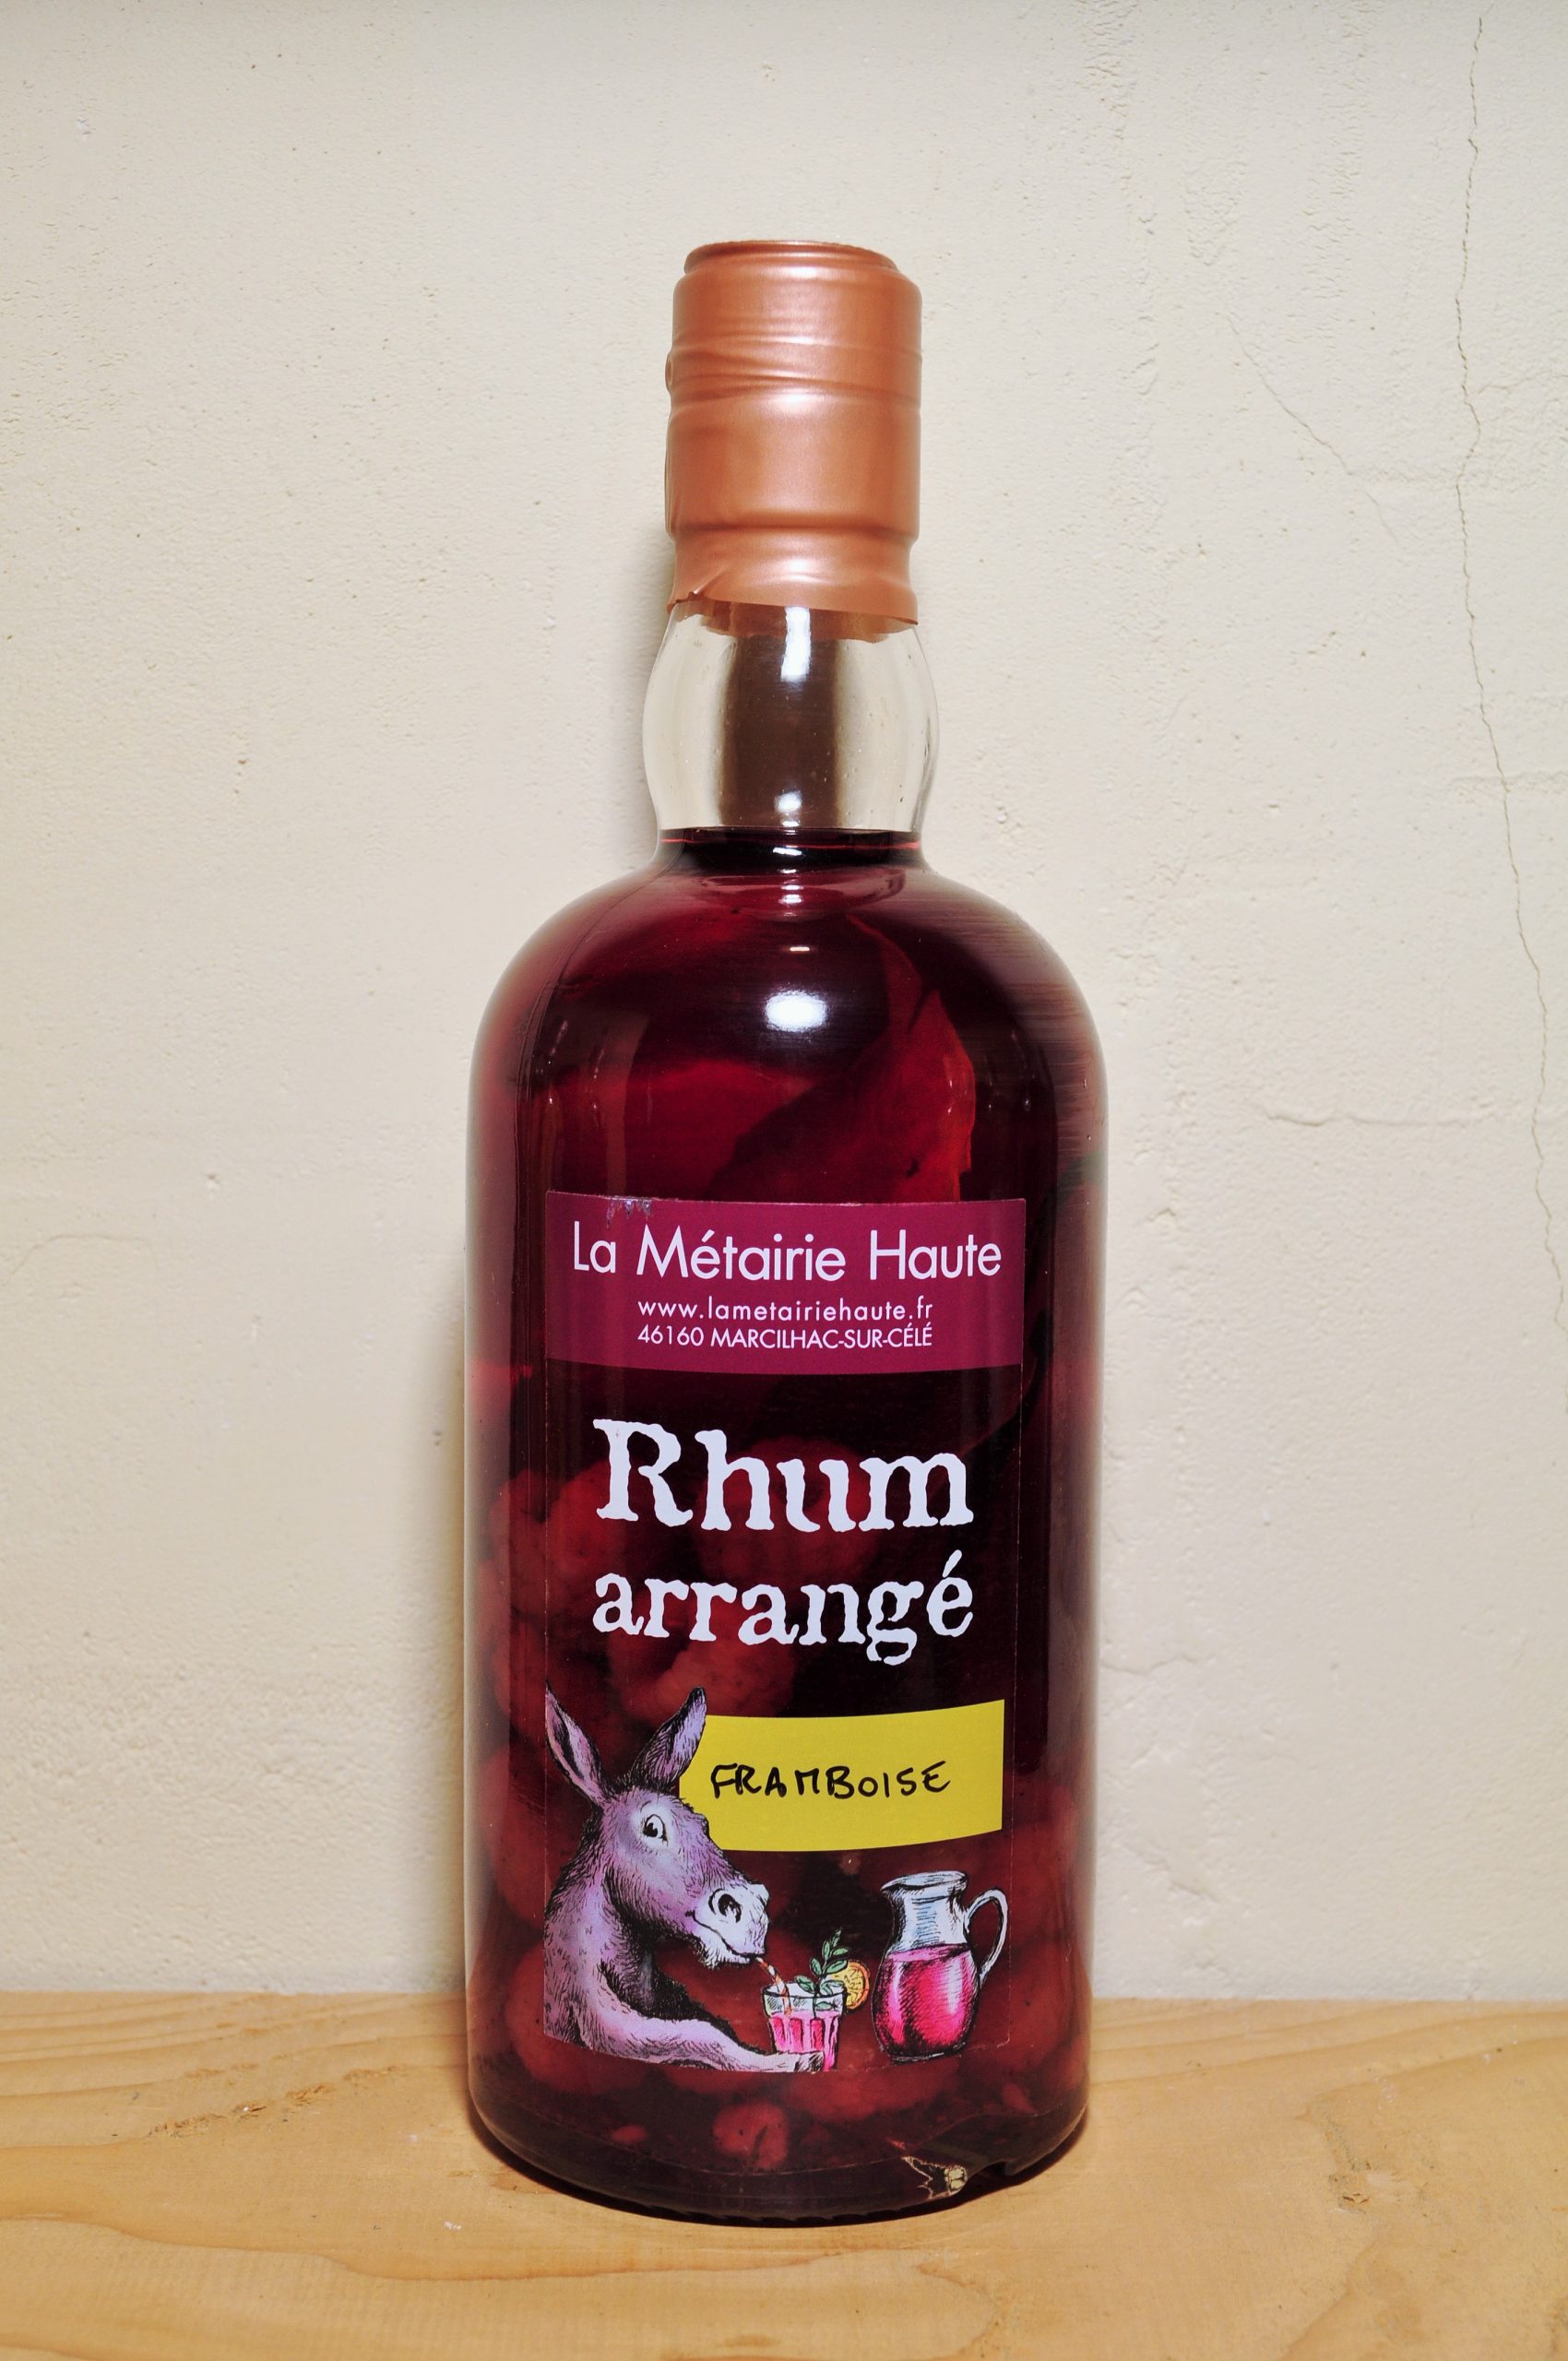 La Métairie Haute
www.lametairiehaute.fr
46160 MARCILHAC-SUR-CÉLÉ
Rhum
arrangé
FRAMBOISE